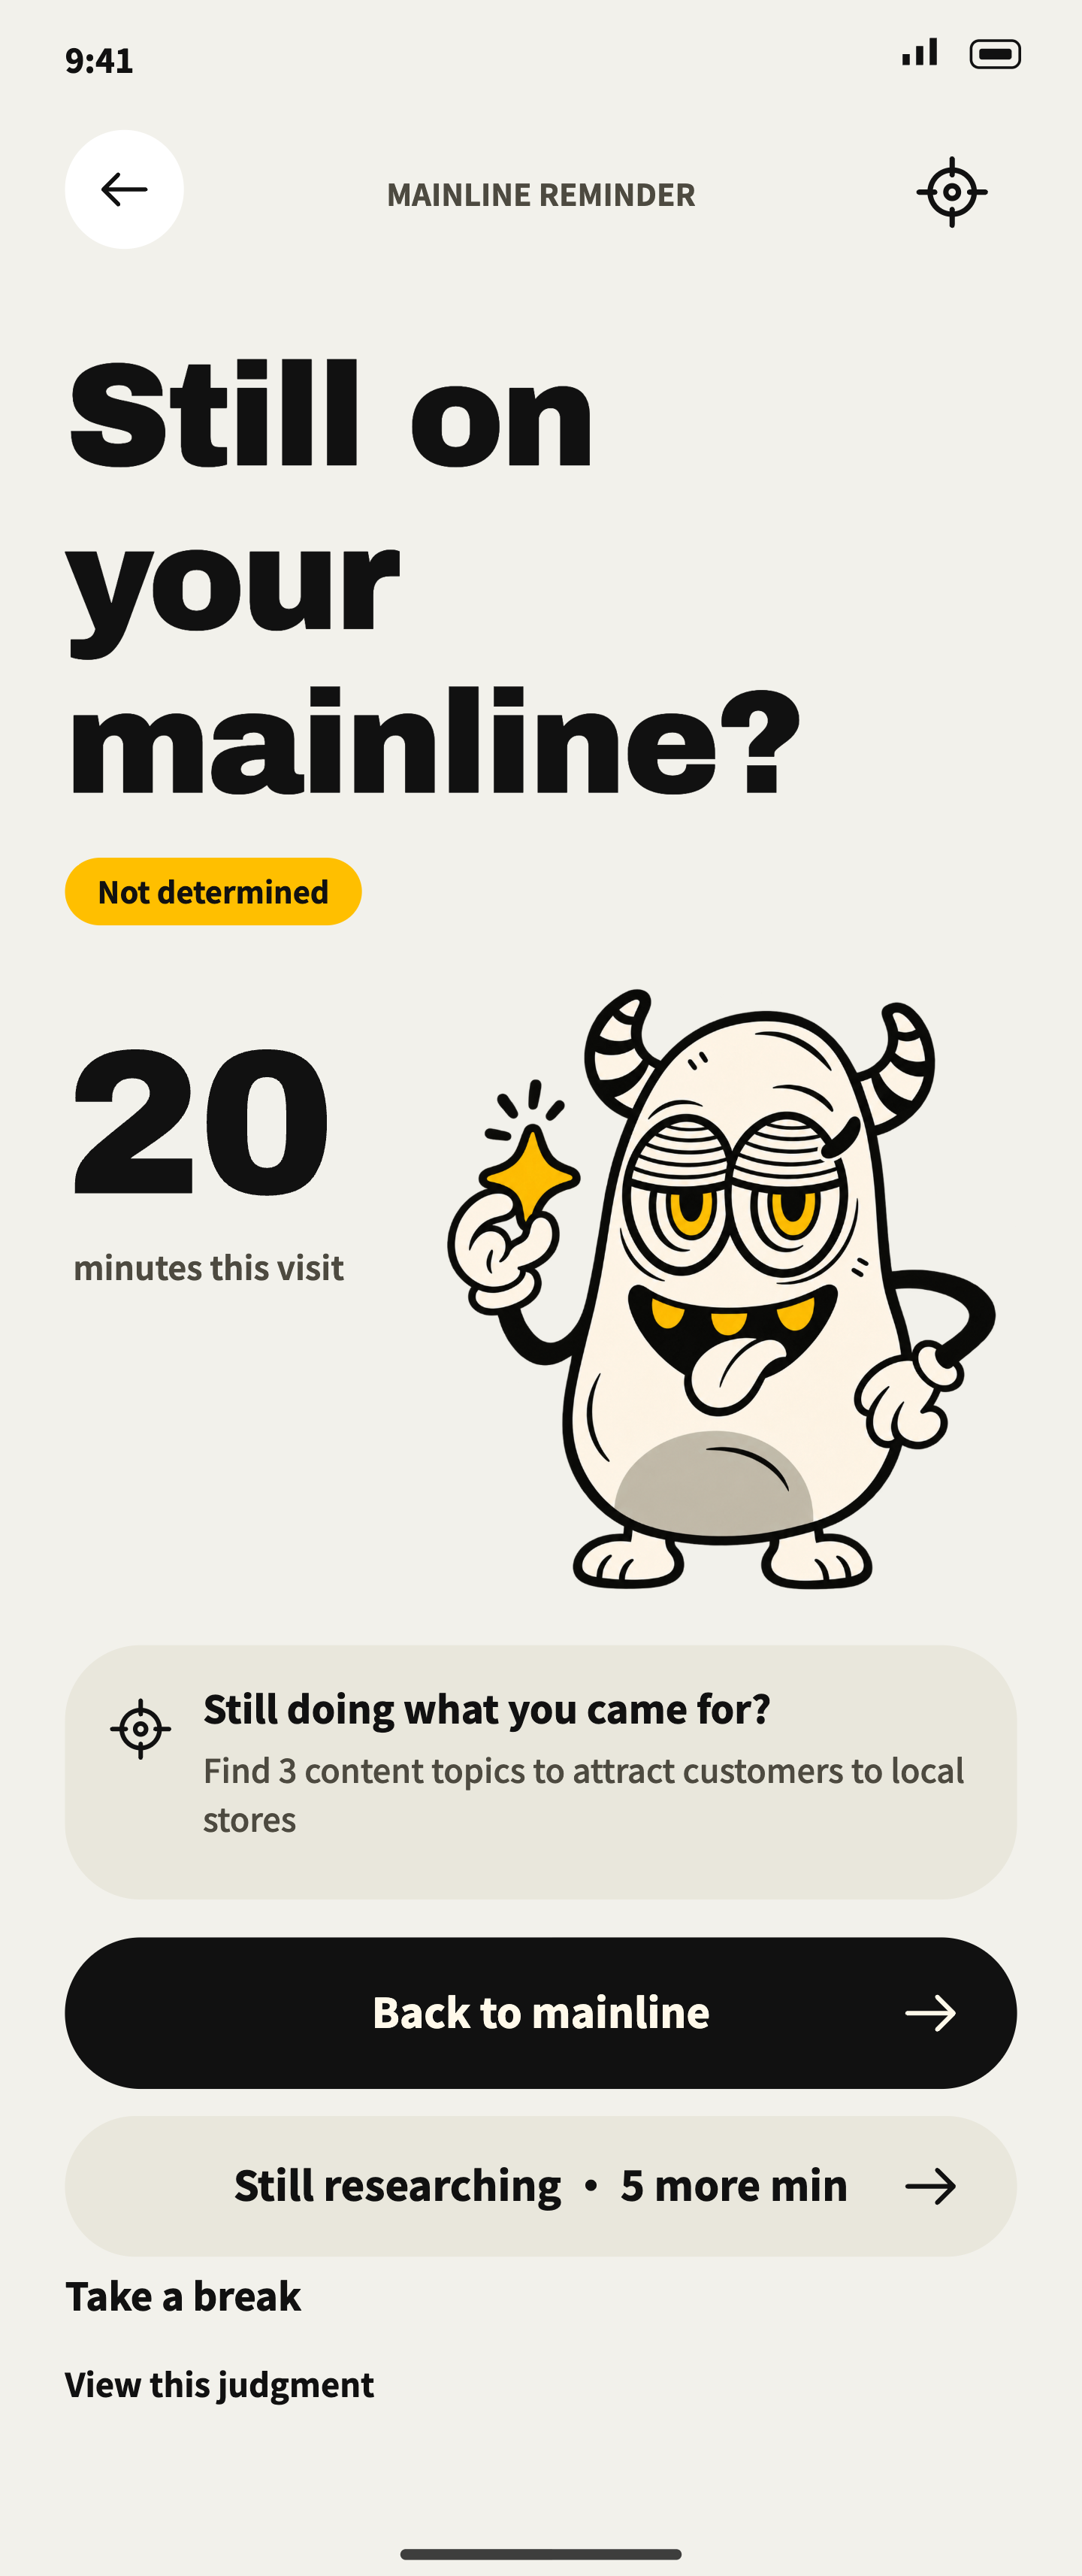 9:41
MAINLINE REMINDER
Still on
your
mainline?
Not determined
20
minutes this visit
Still doing what you came for?
Find 3 content topics to attract customers to local
stores
Back to mainline
Still researching • 5 more min
Take a break
View this judgment